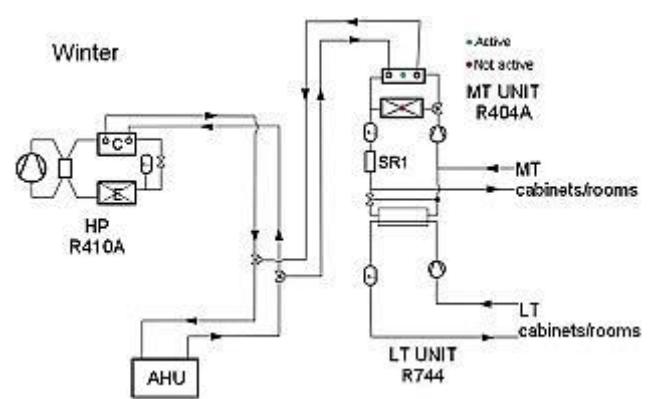 Winter
Active
Not active
MT UNIT
R404A
C
E
HP
R410A
SR1
MT
cabinets/rooms
LT
cabinets/rooms
LT UNIT
R744
AHU